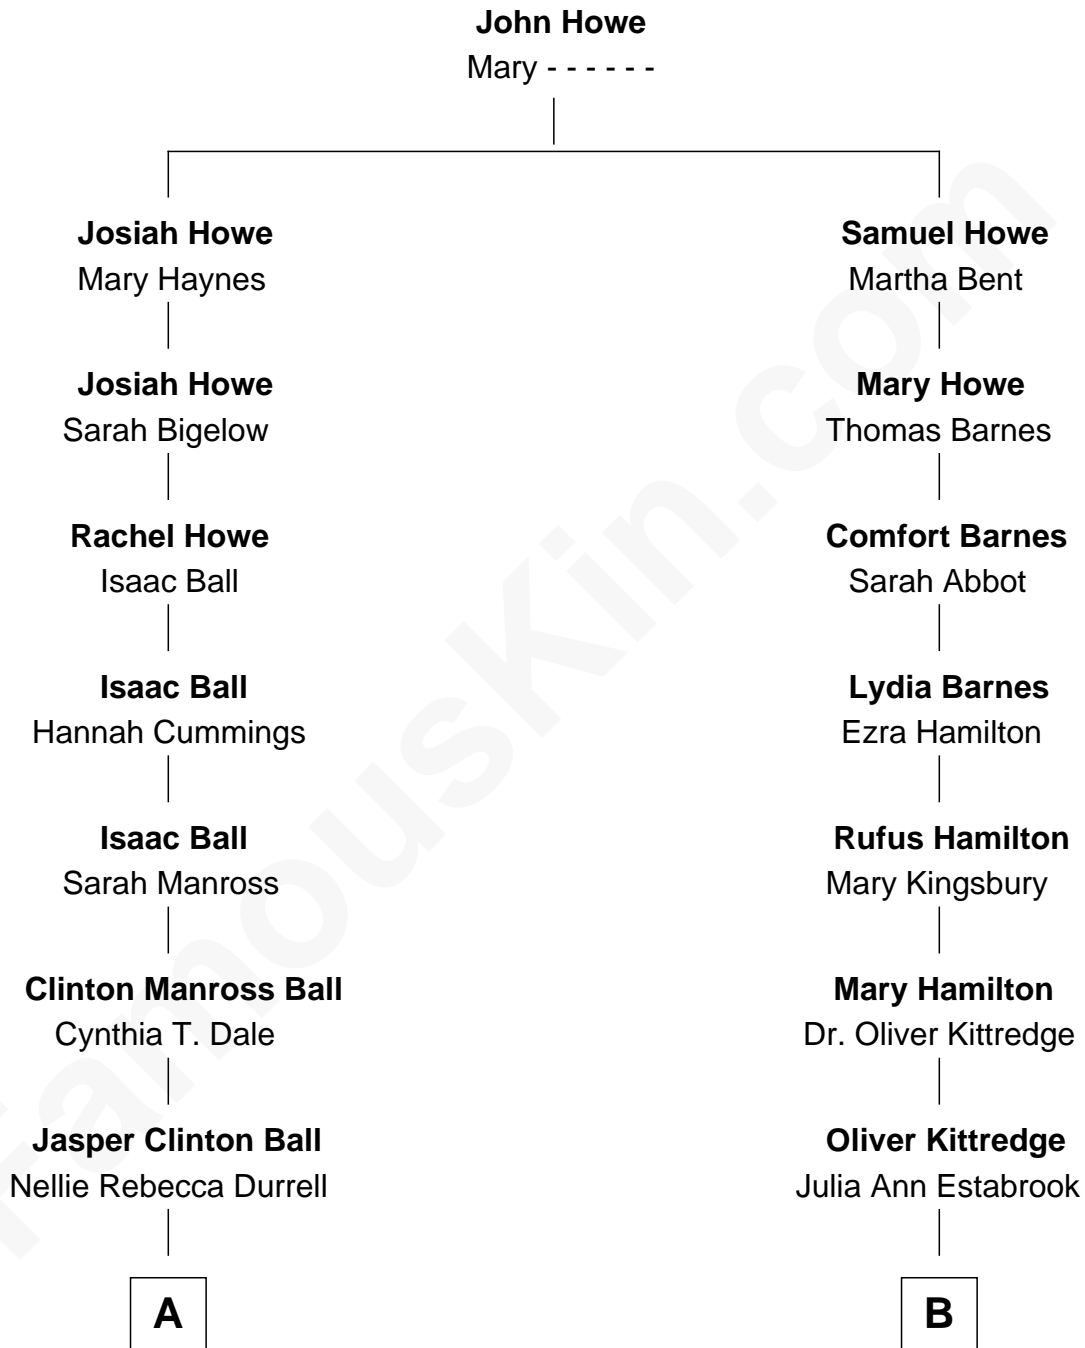 John Howe
Mary - - - - - -
Josiah Howe
Mary Haynes
Samuel Howe
Martha Bent
Josiah Howe
Sarah Bigelow
Mary Howe
Thomas Barnes
Rachel Howe
Isaac Ball
Comfort Barnes
Sarah Abbot
Isaac Ball
Hannah Cummings
Lydia Barnes
Ezra Hamilton
Isaac Ball
Sarah Manross
Rufus Hamilton
Mary Kingsbury
Clinton Manross Ball
Cynthia T. Dale
Mary Hamilton
Dr. Oliver Kittredge
Jasper Clinton Ball
Nellie Rebecca Durrell
Oliver Kittredge
Julia Ann Estabrook
A
B
FamousKin.com